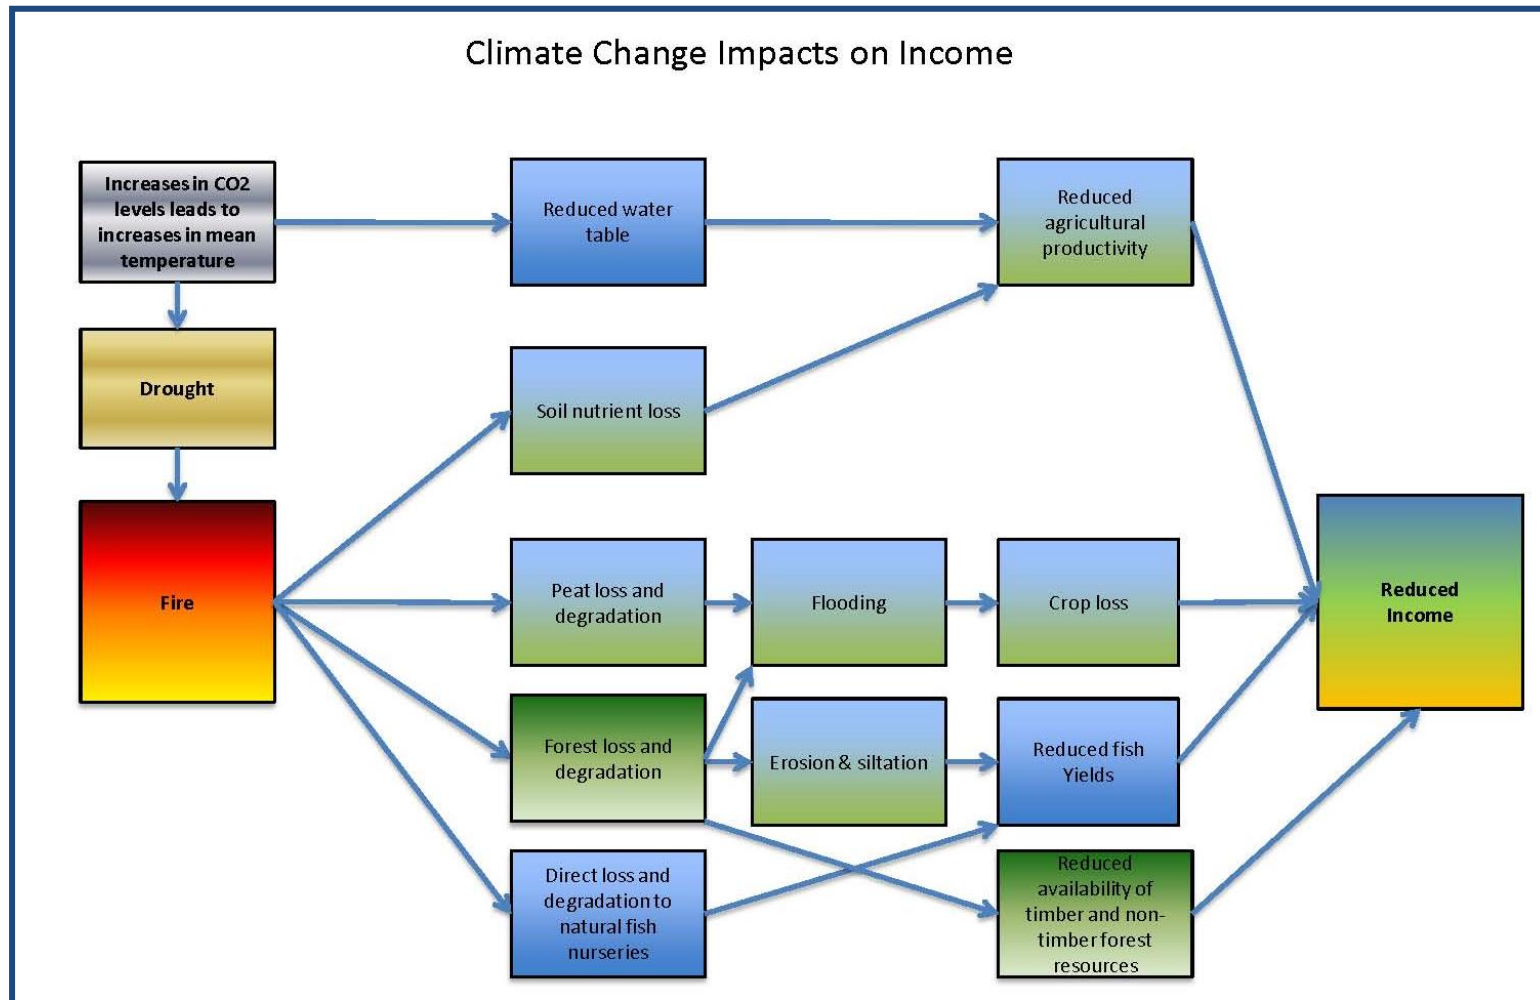 Climate Change Impacts on Income
Increases in CO2
levels leads to
increases in mean
temperature
Reduced water
table
Reduced
agricultural
productivity
Drought
Soil nutrient loss
Fire
Peat loss and
degradation
Flooding
Crop loss
Reduced
Income
Forest loss and
degradation
Erosion & siltation
Reduced fish
Yields
Direct loss and
degradation to
natural fish
nurseries
Reduced
availability of
timber and non-
timber forest
resources